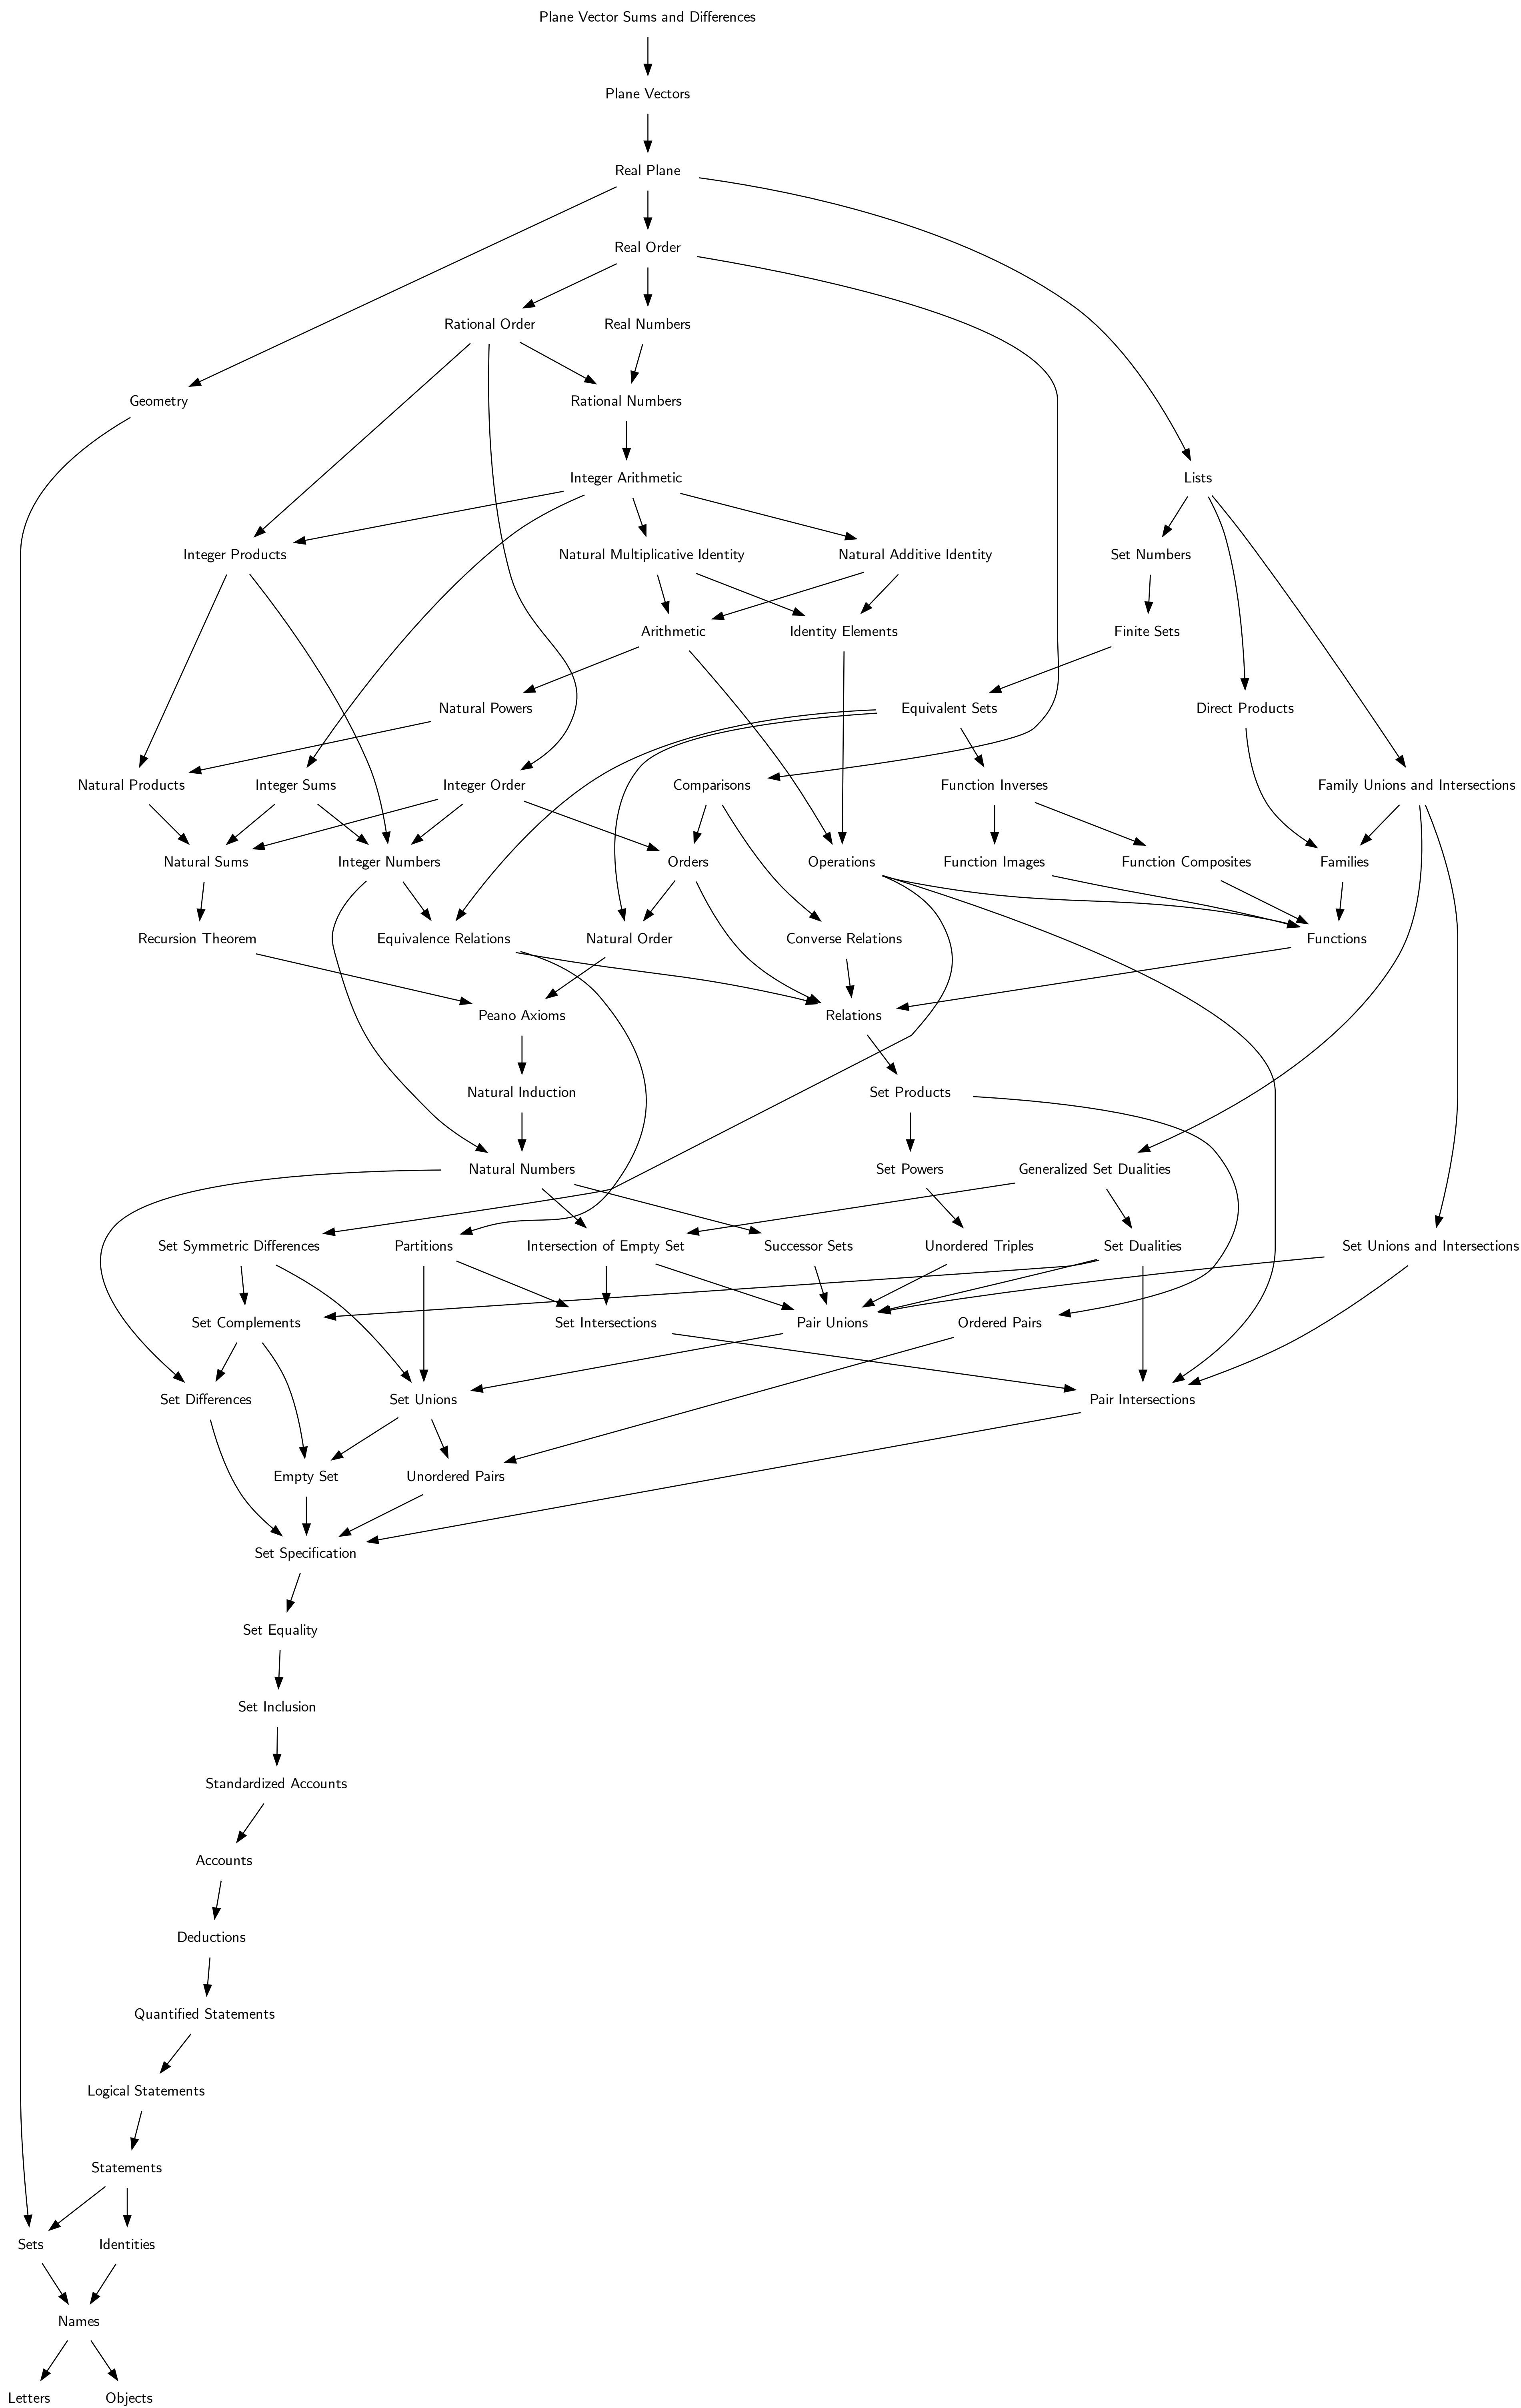 Plane Vector Sums and Differences
Plane Vectors
Real Plane
Real Order
Rational Order
Real Numbers
Geometry
Rational Numbers
Integer Arithmetic
Lists
Integer Products
Natural Multiplicative Identity
Natural Additive Identity
Set Numbers
Arithmetic
Identity Elements
Finite Sets
Natural Powers
Equivalent Sets
Direct Products
Natural Products
Integer Sums
Integer Order
Comparisons
Function Inverses
Family Unions and Intersections
Natural Sums
Integer Numbers
Orders
Operations
Function Images
Function Composites
Families
Recursion Theorem
Equivalence Relations
Natural Order
Converse Relations
Functions
Peano Axioms
Relations
Natural Induction
Set Products
Natural Numbers
Set Powers
Generalized Set Dualities
Set Symmetric Differences
Partitions
Intersection of Empty Set
Successor Sets
Unordered Triples
Set Dualities
Set Unions and Intersections
Set Complements
Set Intersections
Pair Unions
Ordered Pairs
Set Differences
Set Unions
Pair Intersections
Empty Set
Unordered Pairs
Set Specification
Set Equality
Set Inclusion
Standardized Accounts
Accounts
Deductions
Quantified Statements
Logical Statements
Statements
Sets
Identities
Names
Letters
Objects